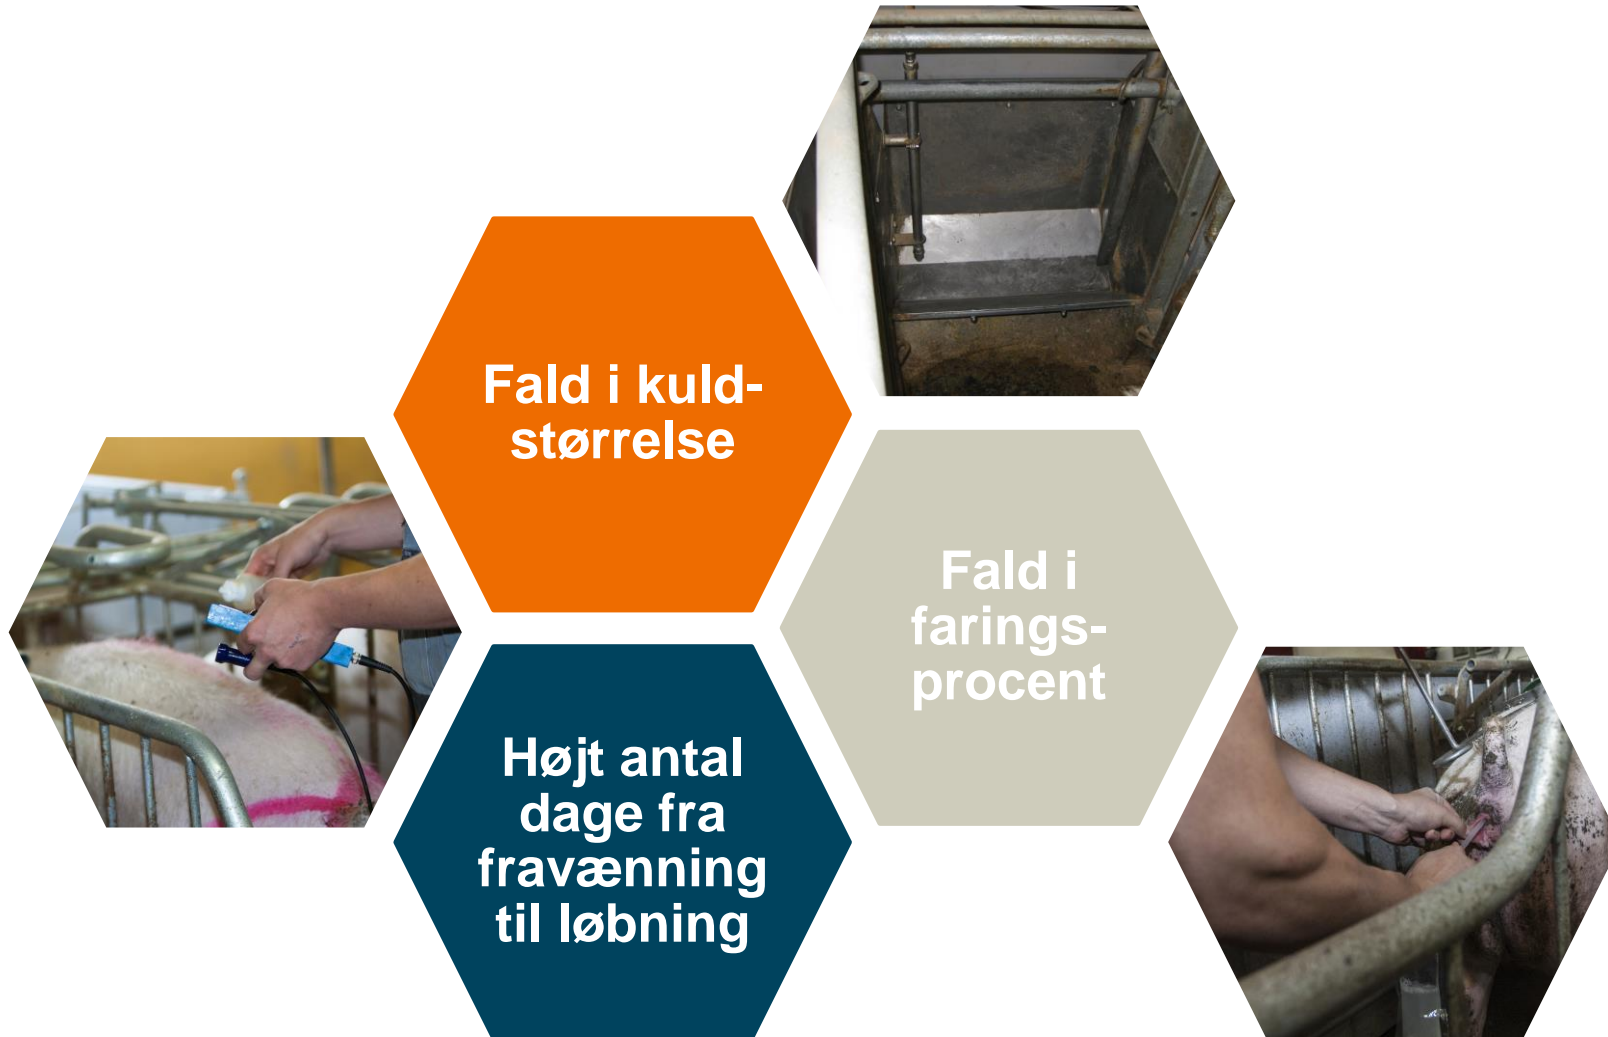 Fald i kuld-
størrelse
Fald i
farings-
procent
Højt antal
dage fra
fravænning
til løbning